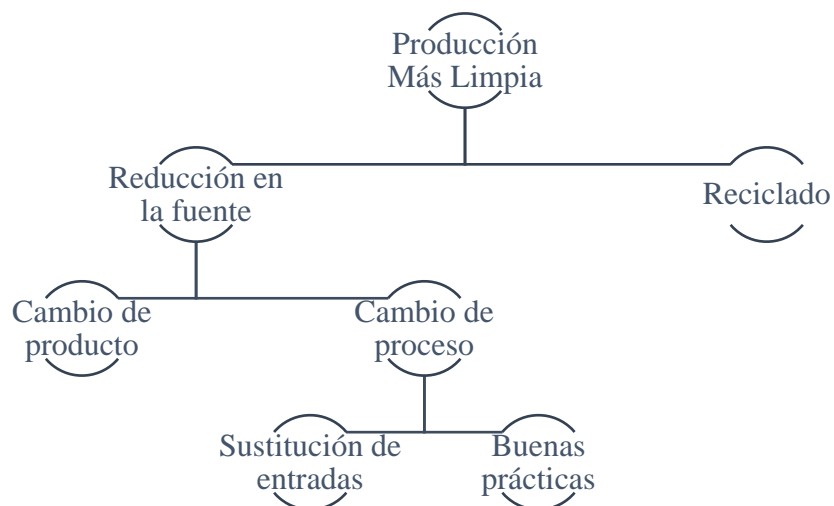 Producción
Más Limpia
Reducción en
la fuente
Reciclado
Cambio de
producto
Cambio de
proceso
Sustitución de
entradas
Buenas
prácticas